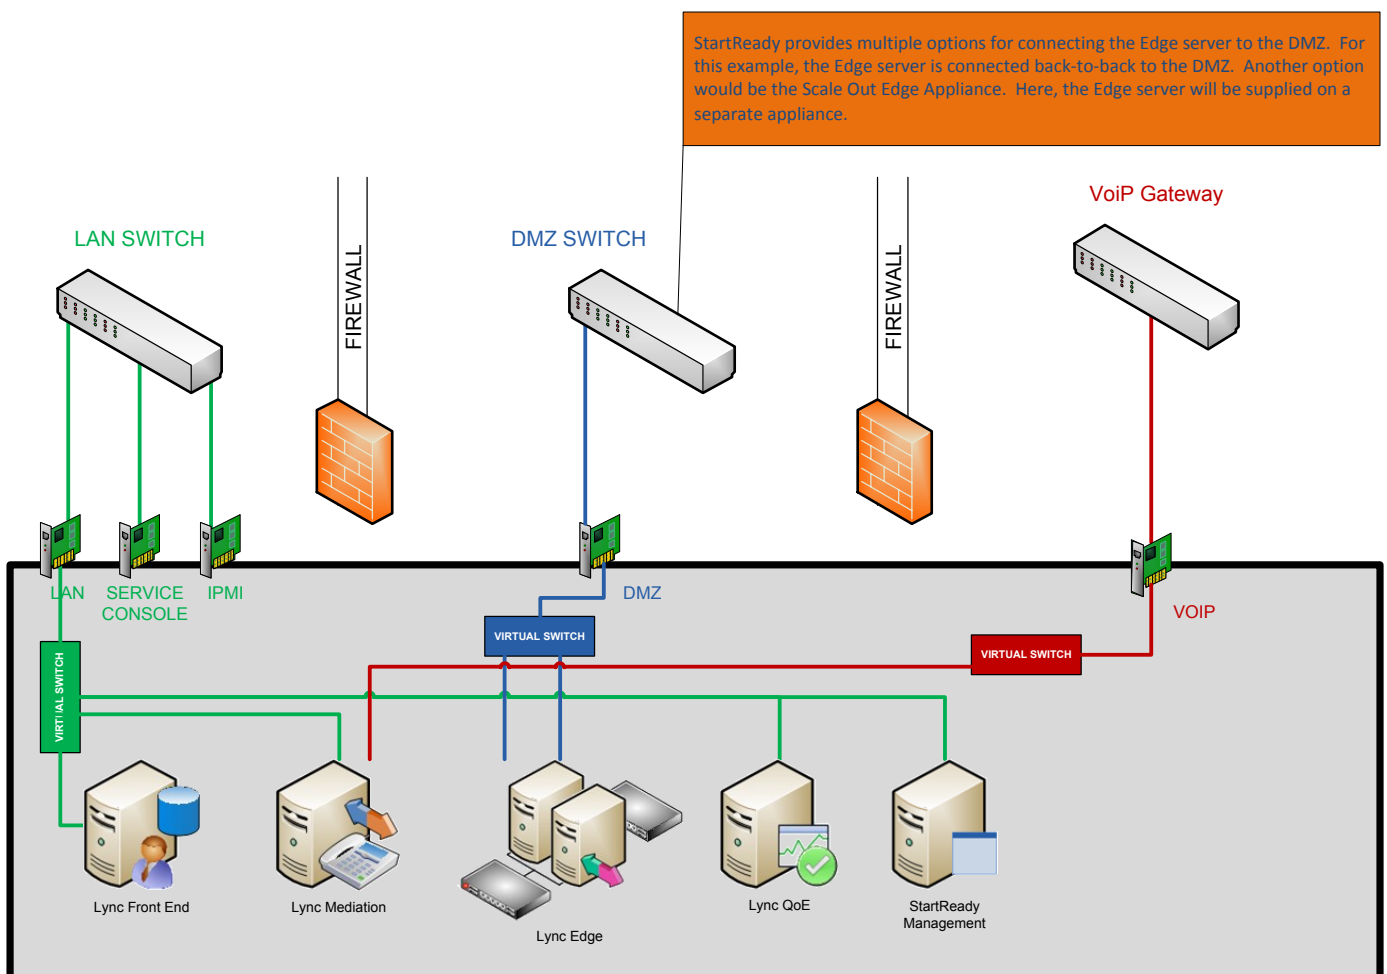 StartReady provides multiple options for connecting the Edge server to the DMZ.  For
this example, the Edge server is connected back-to-back to the DMZ.  Another option
would be the Scale Out Edge Appliance.  Here, the Edge server will be supplied on a
separate appliance.
VoiP Gateway
LAN SWITCH
DMZ SWITCH
FIREWALL
FIREWALL
LAN
SERVICE
CONSOLE
IPMI
DMZ
VOIP
VIRTUAL SWITCH
VIRTUAL SWITCH
VIRTUAL SWITCH
Lync Front End
Lync Mediation
Lync Edge
Lync QoE
StartReady
Management